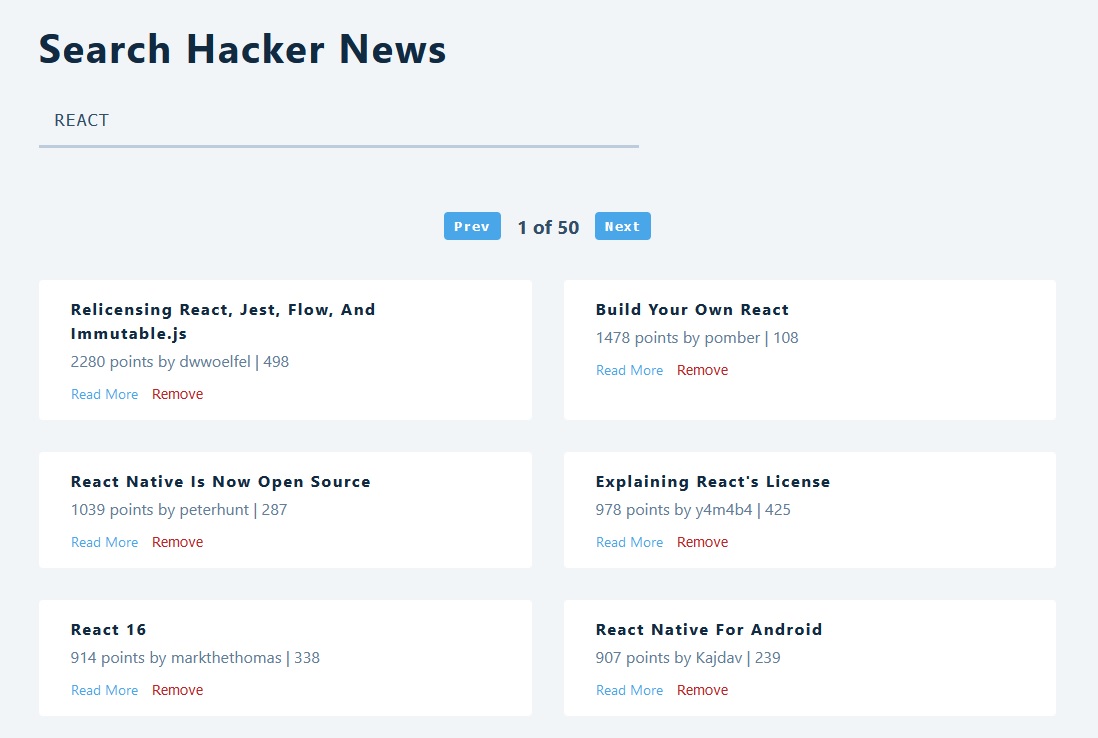 Search Hacker News
REACT
Prev 1 of 50 Next
Relicensing React, Jest, Flow, And
Immutable.js
2280 points by dwwoelfel | 498
Read More Remove
Build Your Own React
1478 points by pomber | 108
Read More Remove
React Native Is Now Open Source
1039 points by peterhunt | 287
Read More Remove
Explaining React's License
978 points by y4m4b4 | 425
Read More Remove
React 16
914 points by markthethomas | 338
Read More Remove
React Native For Android
907 points by Kajdav | 239
Read More Remove